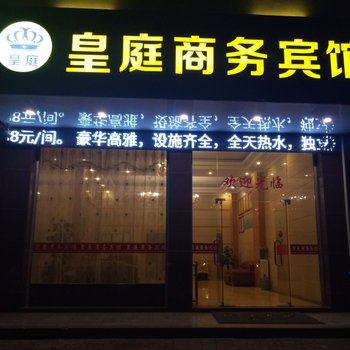 皇庭
皇庭商务宾馆
8元/间。豪华高雅，设施齐全，全天热水，独
欢迎光临